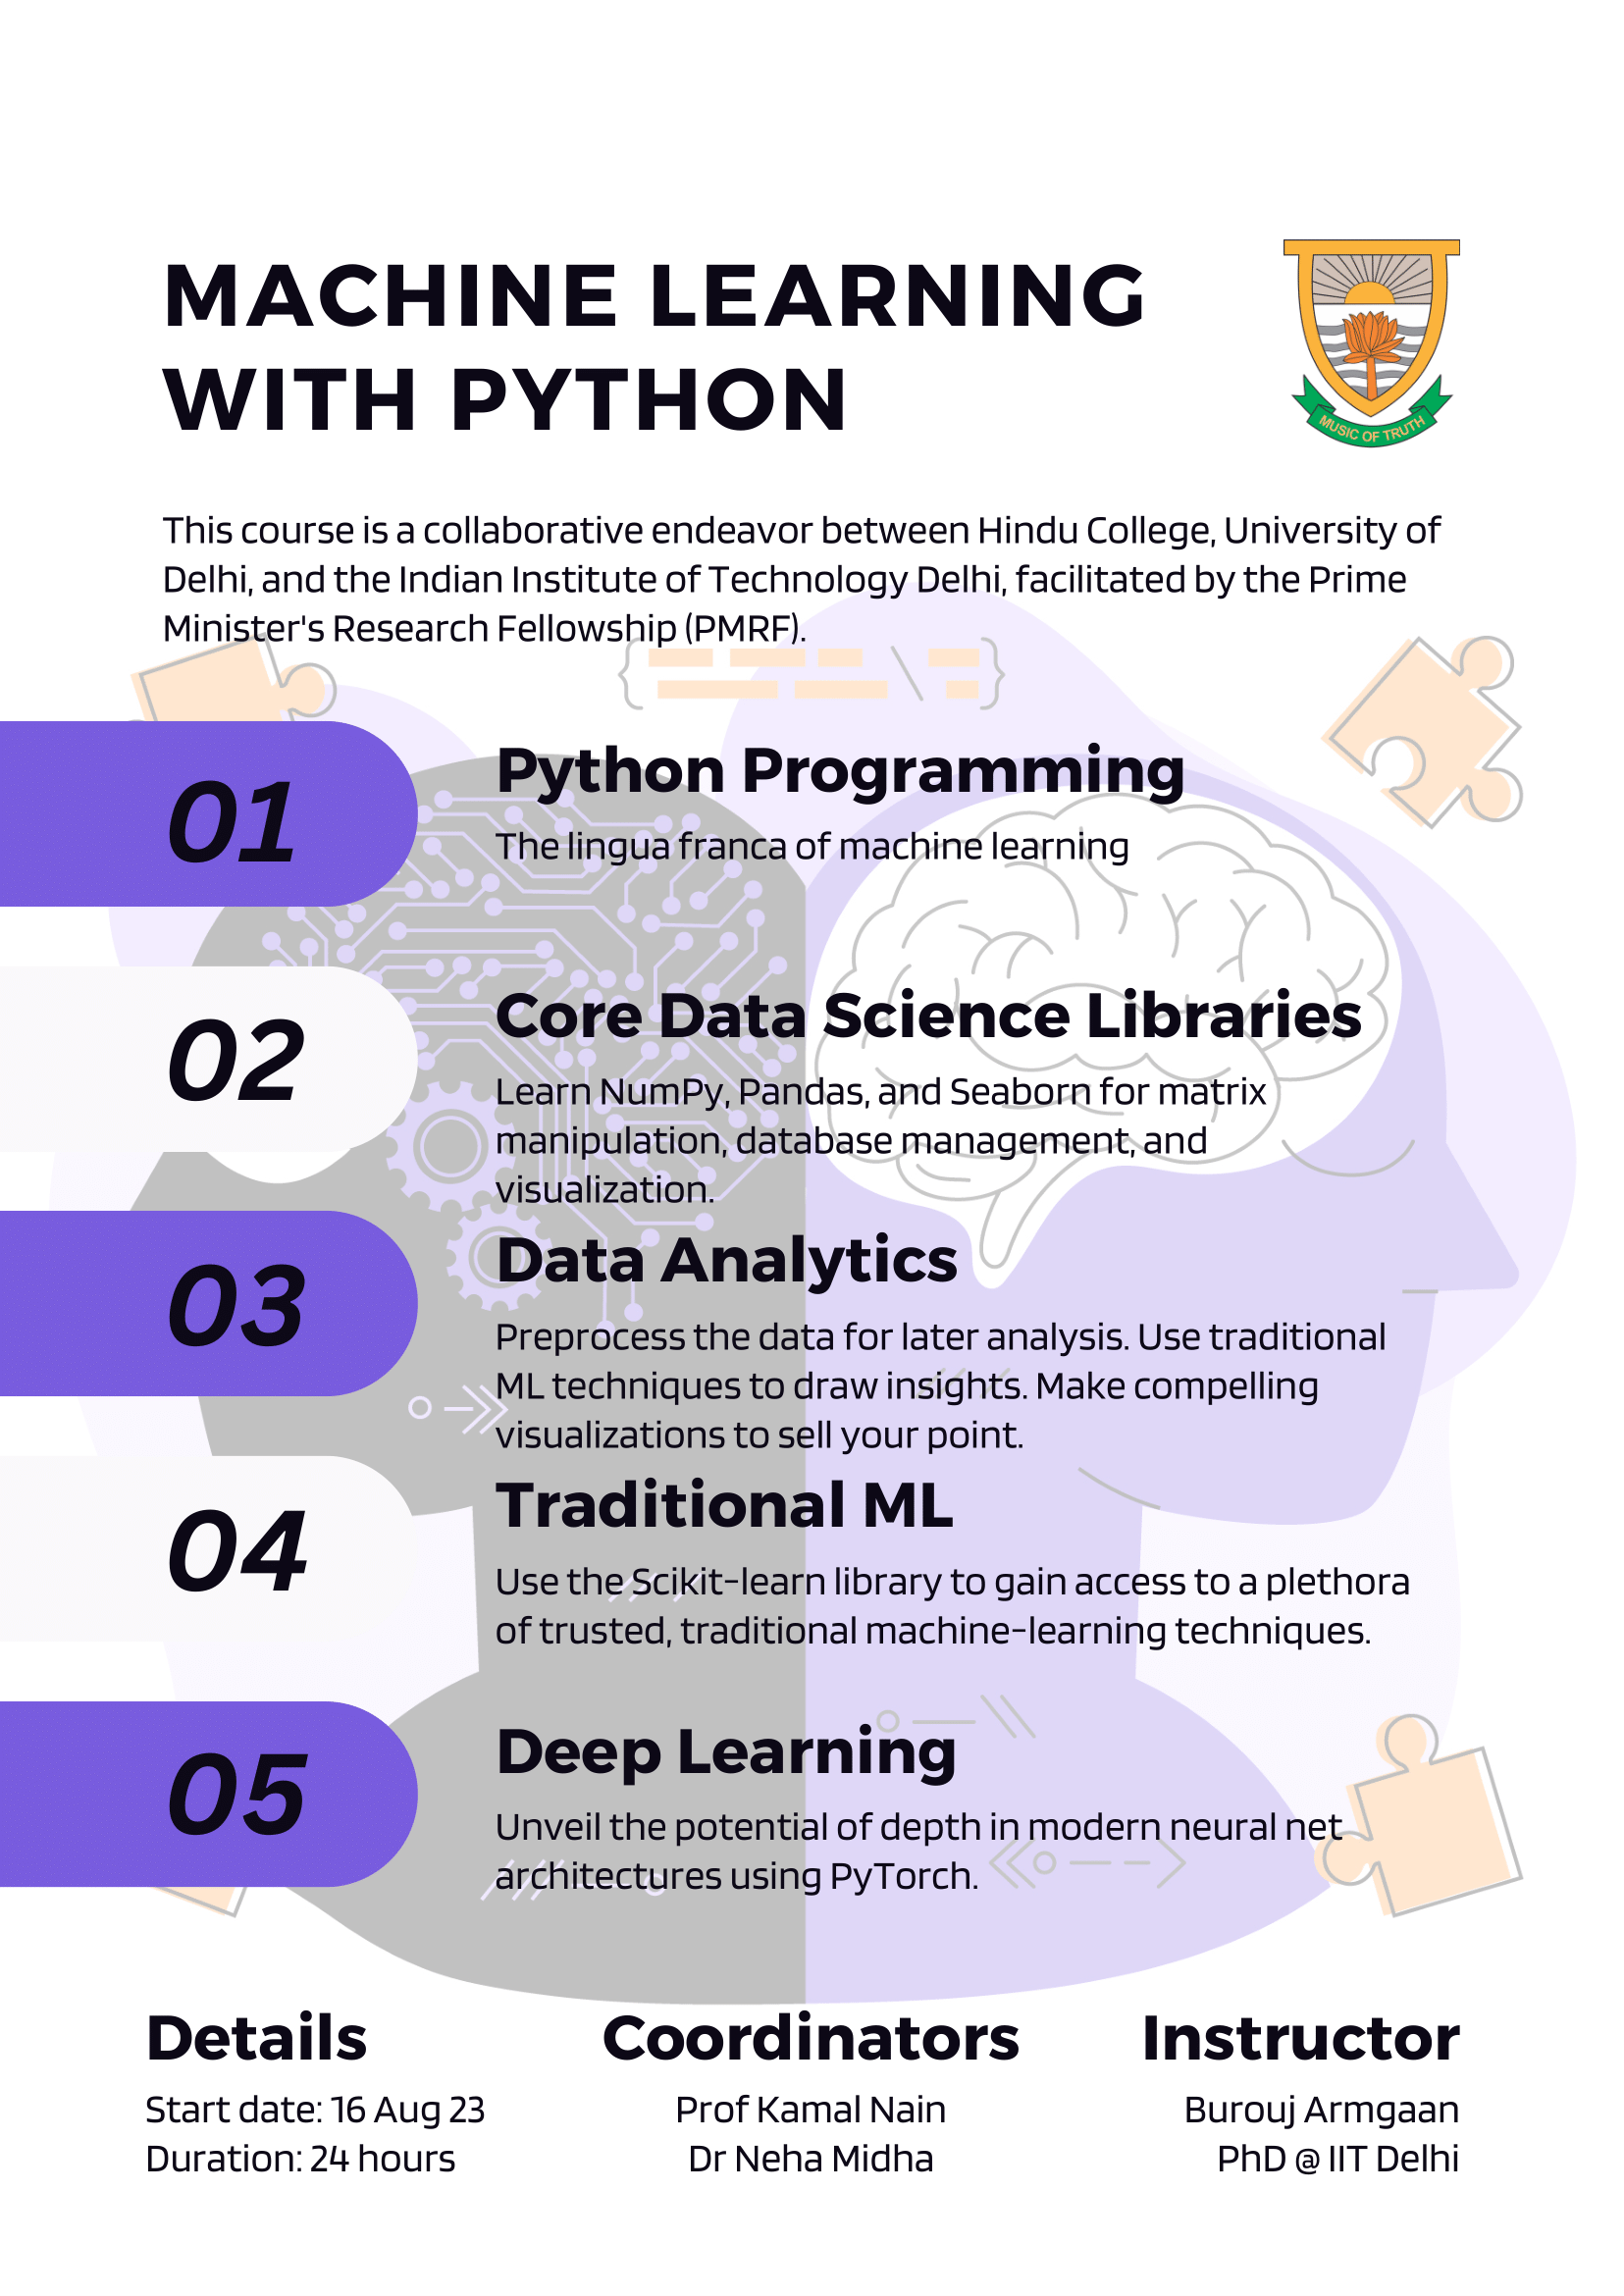 MACHINE LEARNING
WITH PYTHON
MUSIC OF TRUTH
This course is a collaborative endeavor between Hindu College, University of
Delhi, and the Indian Institute of Technology Delhi, facilitated by the Prime
Minister's Research Fellowship (PMRF).
01
Python Programming
The lingua franca of machine learning
02
Core Data Science Libraries
Learn NumPy, Pandas, and Seaborn for matrix
manipulation, database management, and
visualization.
03
Data Analytics
Preprocess the data for later analysis. Use traditional
ML techniques to draw insights. Make compelling
visualizations to sell your point.
04
Traditional ML
Use the Scikit-learn library to gain access to a plethora
of trusted, traditional machine-learning techniques.
05
Deep Learning
Unveil the potential of depth in modern neural net
architectures using PyTorch.
Details
Start date: 16 Aug 23
Duration: 24 hours
Coordinators
Prof Kamal Nain
Dr Neha Midha
Instructor
Burouj Armgaan
PhD @ IIT Delhi